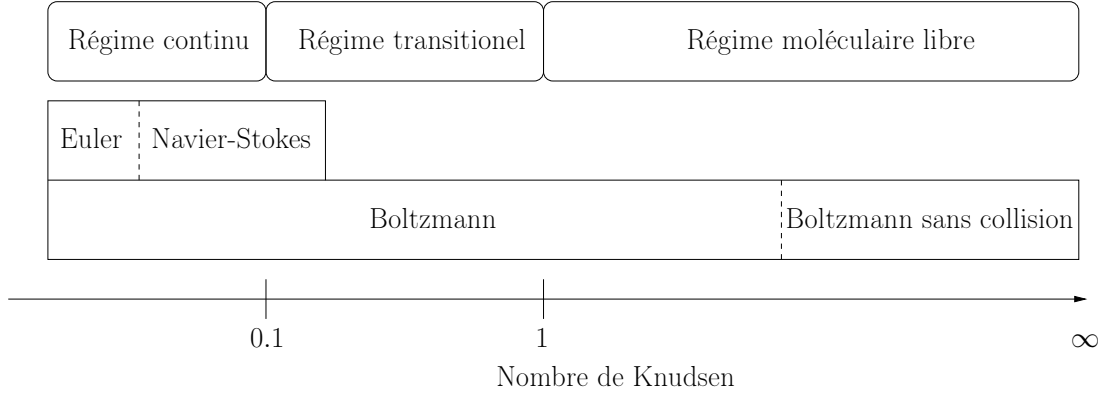 Régime continu Régime transitionel Régime moléculaire libre
Euler Navier-Stokes
Boltzmann Boltzmann sans collision
0.1 1 ∞
Nombre de Knudsen